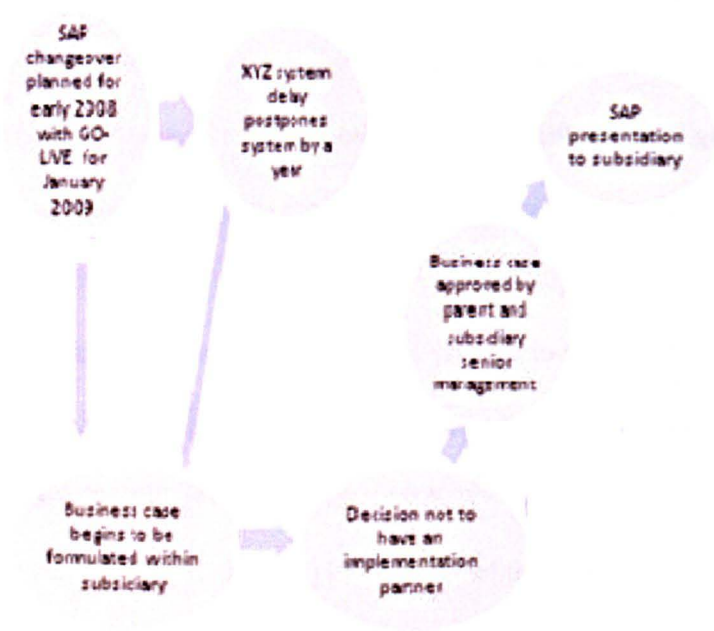 SAP
changeover
planned for
early 2008
with GO-
LIVE for
January
2009
XYZ system
delay
postpones
system by a
year
SAP
presentation
to subsidiary
Business case
approved by
parent and
subsidiary
senior
management
Business case
begins to be
formulated within
subsidiary
Decision not to
have an
implementation
partner